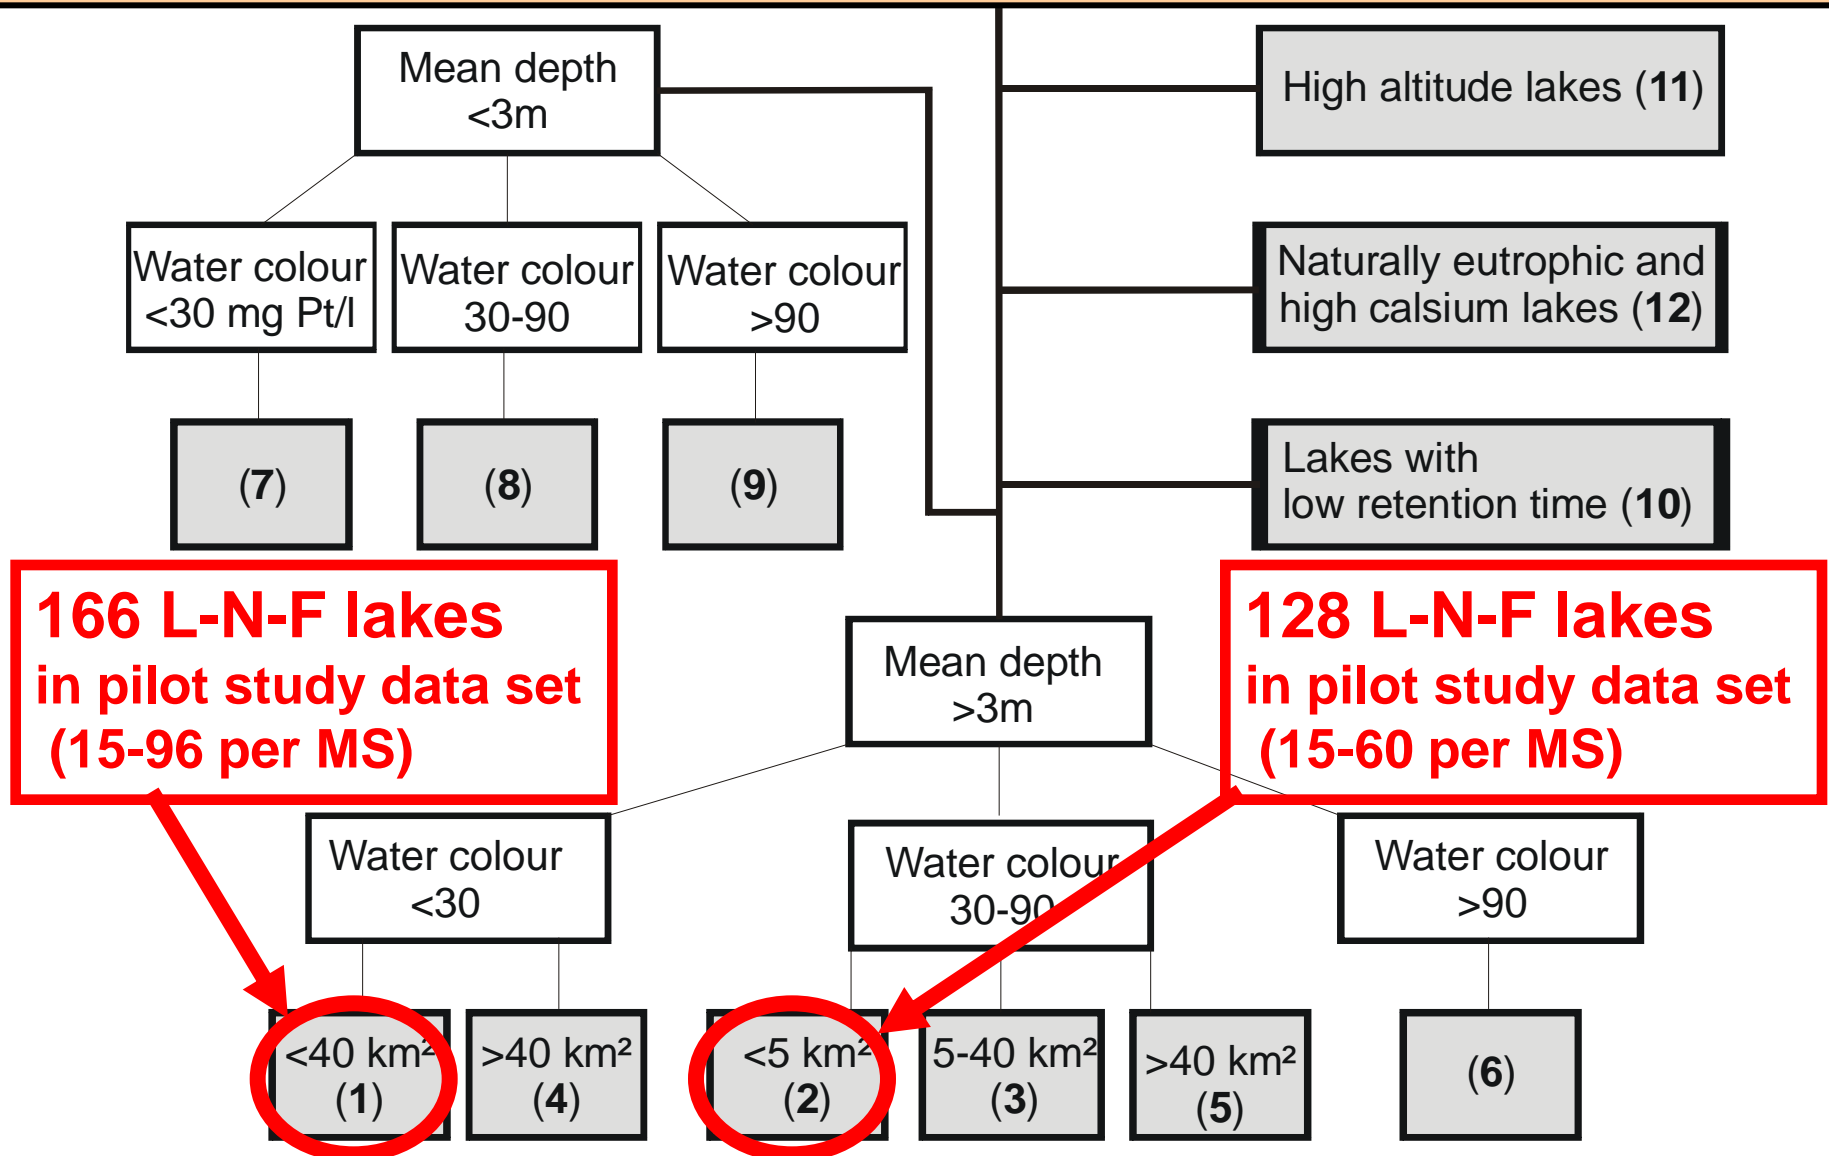 Mean depth
<3m
High altitude lakes (11)
Water colour
<30 mg Pt/l
Water colour
30-90
Water colour
>90
Naturally eutrophic and
high calsium lakes (12)
(7)
(8)
(9)
Lakes with
low retention time (10)
166 L-N-F lakes
in pilot study data set
(15-96 per MS)
Mean depth
>3m
128 L-N-F lakes
in pilot study data set
(15-60 per MS)
Water colour
<30
Water colour
30-90
Water colour
>90
<40 km²
(1)
>40 km²
(4)
<5 km²
(2)
5-40 km²
(3)
>40 km²
(5)
(6)